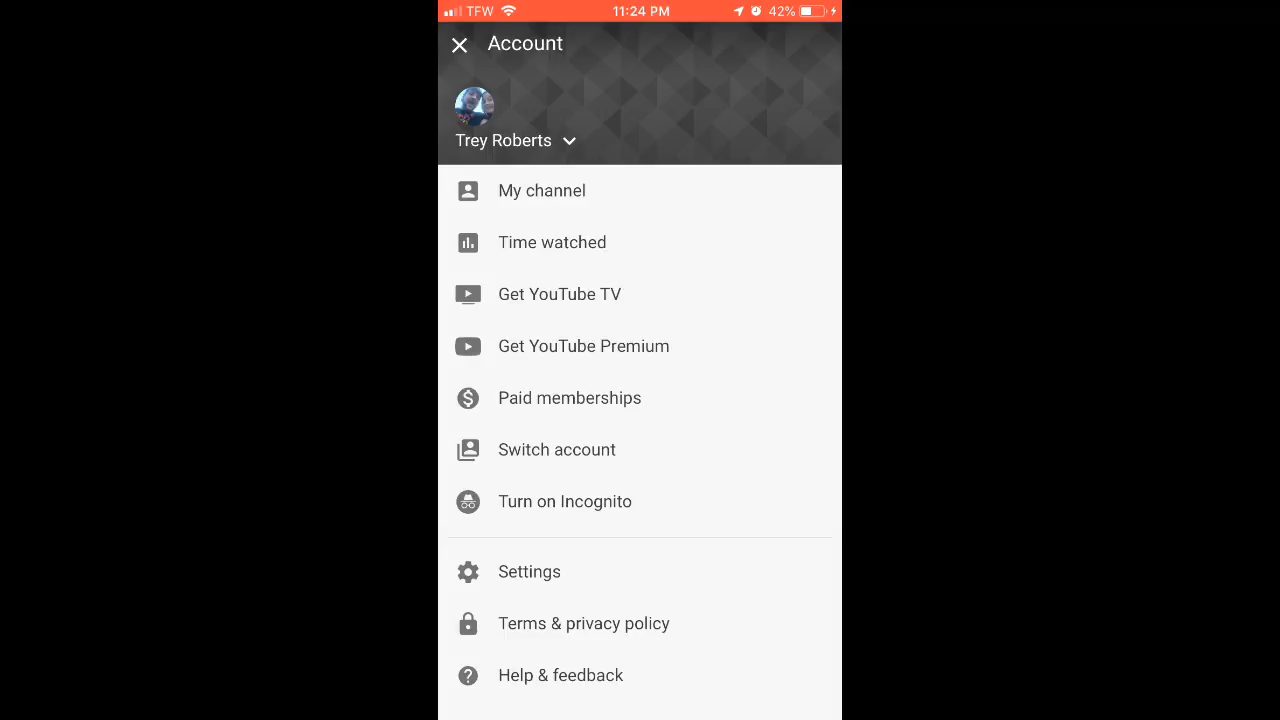 TFW 11:24 PM 42%
Account
Trey Roberts
My channel
Time watched
Get YouTube TV
Get YouTube Premium
Paid memberships
Switch account
Turn on Incognito
Settings
Terms & privacy policy
Help & feedback